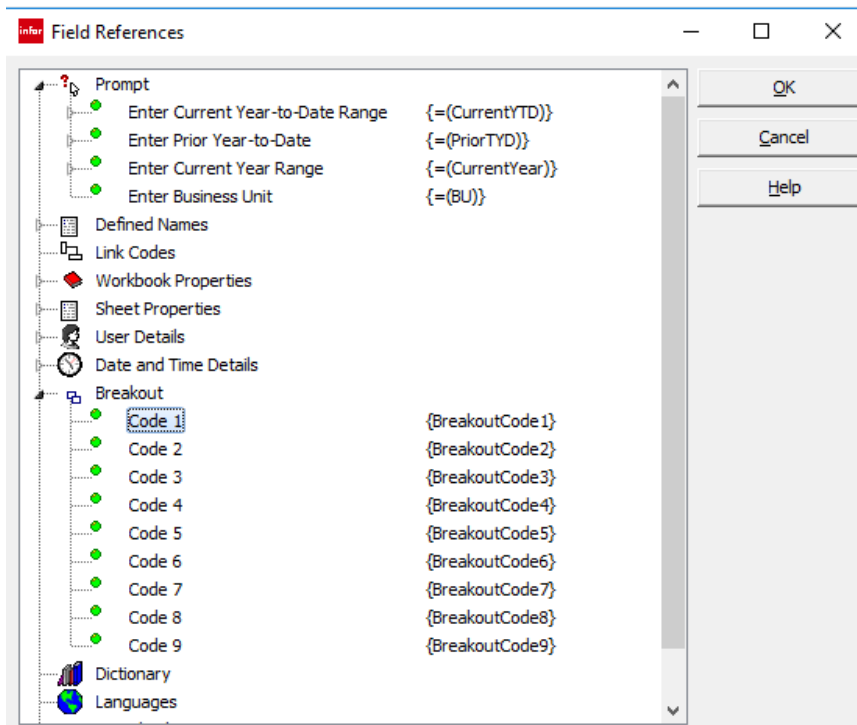 infor Field References
Prompt
Enter Current Year-to-Date Range {=(CurrentYTD)}
Enter Prior Year-to-Date {=(PriorTYD)}
Enter Current Year Range {=(CurrentYear)}
Enter Business Unit {=(BU)}
Defined Names
Link Codes
Workbook Properties
Sheet Properties
User Details
Date and Time Details
Breakout
Code 1 {BreakoutCode1}
Code 2 {BreakoutCode2}
Code 3 {BreakoutCode3}
Code 4 {BreakoutCode4}
Code 5 {BreakoutCode5}
Code 6 {BreakoutCode6}
Code 7 {BreakoutCode7}
Code 8 {BreakoutCode8}
Code 9 {BreakoutCode9}
Dictionary
Languages
OK
Cancel
Help